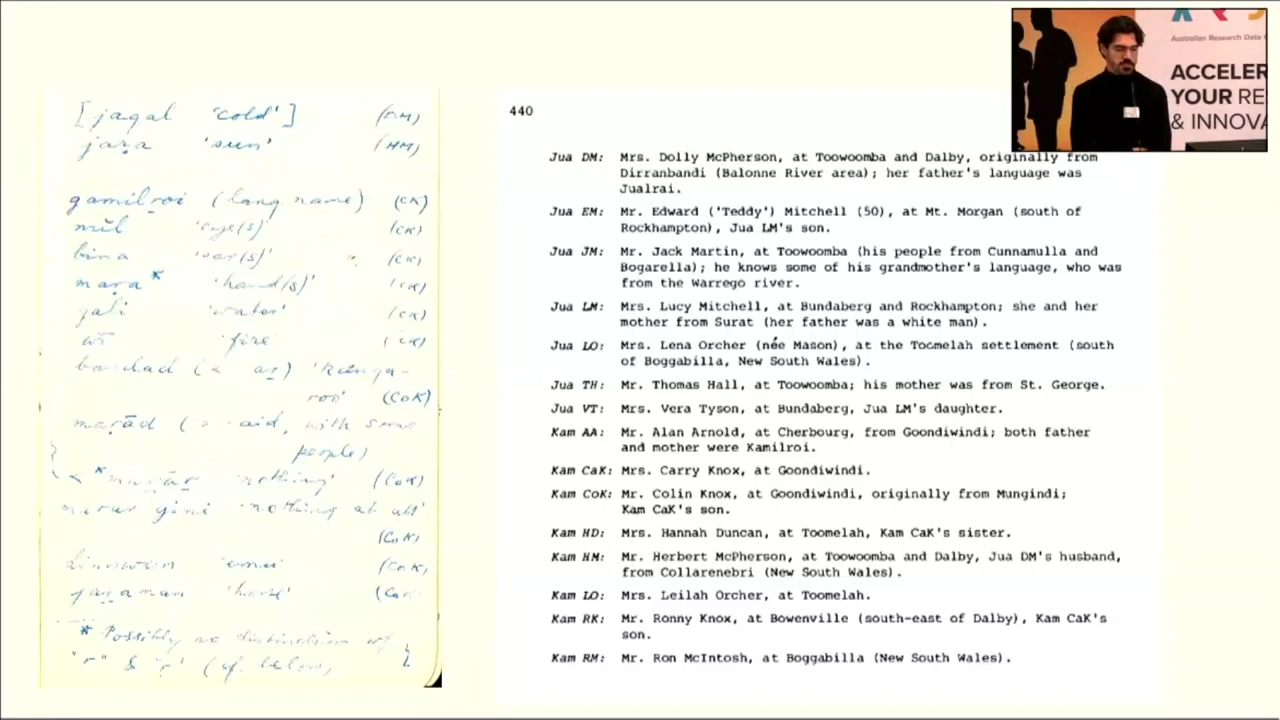 [jagal 'cold'] (DM)
jaṟa 'sun' (HM)
gamilṟoi (lang. name) (CK)
mil 'eye(s)' (CK)
bina 'ear(s)' (CK)
maṟa* 'hand(s)' (CK)
gali 'water' (CK)
'fire' (CK)
'Kanga-
roo' (CoK)
with some
people)
'nothing' (CoK)
'nothing at all'
(CoK)
dinawan 'emu' (CoK)
'horse' (CoK)
* Possibly no distinction of
"r" & "ṟ" (cf. below,
440
Jua DM: Mrs. Dolly McPherson, at Toowoomba and Dalby, originally from
Dirranbandi (Balonne River area); her father's language was
Jualrai.
Jua EM: Mr. Edward ('Teddy') Mitchell (50), at Mt. Morgan (south of
Rockhampton), Jua LM's son.
Jua JM: Mr. Jack Martin, at Toowoomba (his people from Cunnamulla and
Bogarella); he knows some of his grandmother's language, who was
from the Warrego river.
Jua LM: Mrs. Lucy Mitchell, at Bundaberg and Rockhampton; she and her
mother from Surat (her father was a white man).
Jua LO: Mrs. Lena Orcher (née Mason), at the Toomelah settlement (south
of Boggabilla, New South Wales).
Jua TH: Mr. Thomas Hall, at Toowoomba; his mother was from St. George.
Jua VT: Mrs. Vera Tyson, at Bundaberg, Jua LM's daughter.
Kam AA: Mr. Alan Arnold, at Cherbourg, from Goondiwindi; both father
and mother were Kamilroi.
Kam CaK: Mrs. Carry Knox, at Goondiwindi.
Kam CoK: Mr. Colin Knox, at Goondiwindi, originally from Mungindi;
Kam CaK's son.
Kam HD: Mrs. Hannah Duncan, at Toomelah, Kam CaK's sister.
Kam HM: Mr. Herbert McPherson, at Toowoomba and Dalby, Jua DM's husband,
from Collarenebri (New South Wales).
Kam LO: Mrs. Leilah Orcher, at Toomelah.
Kam RK: Mr. Ronny Knox, at Bowenville (south-east of Dalby), Kam CaK's
son.
Kam RM: Mr. Ron McIntosh, at Boggabilla (New South Wales).
Australian Research Data
ACCELER
YOUR RE
& INNOVA